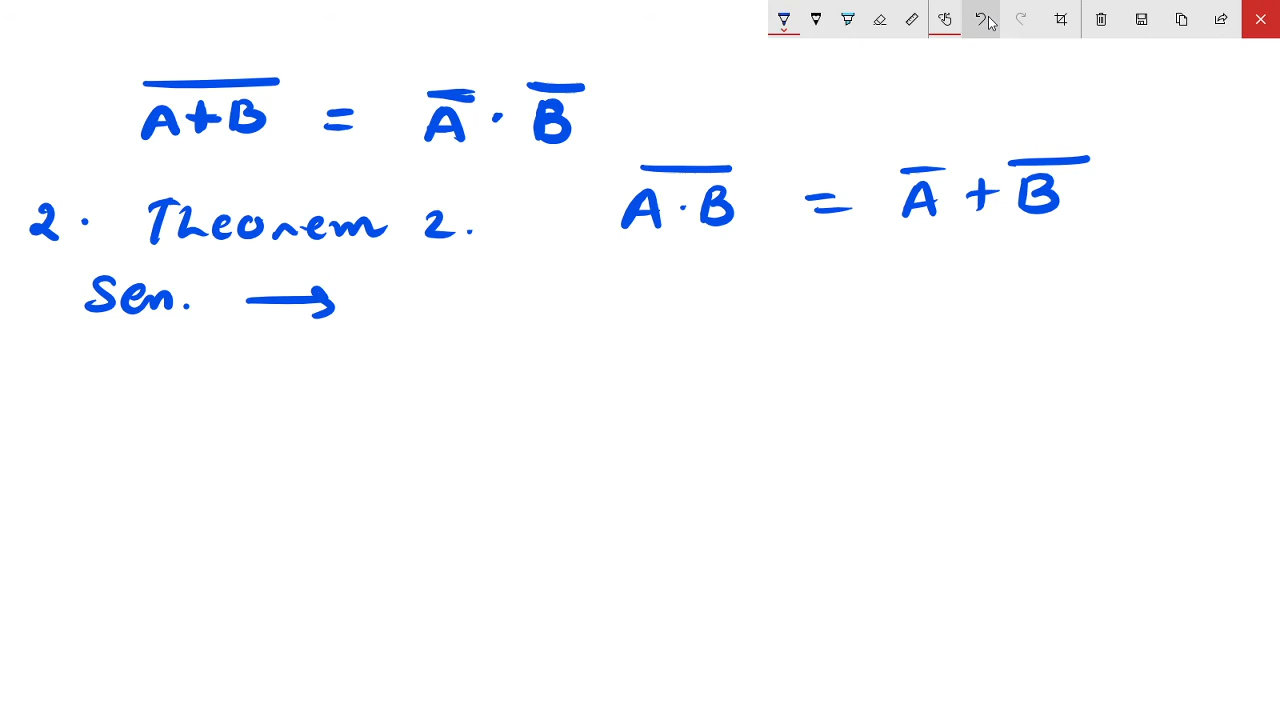 A̅+̅B̅ = A̅ · B̅
2. Theorem 2.
A̅·̅B̅ = A̅ + B̅
Sen. →